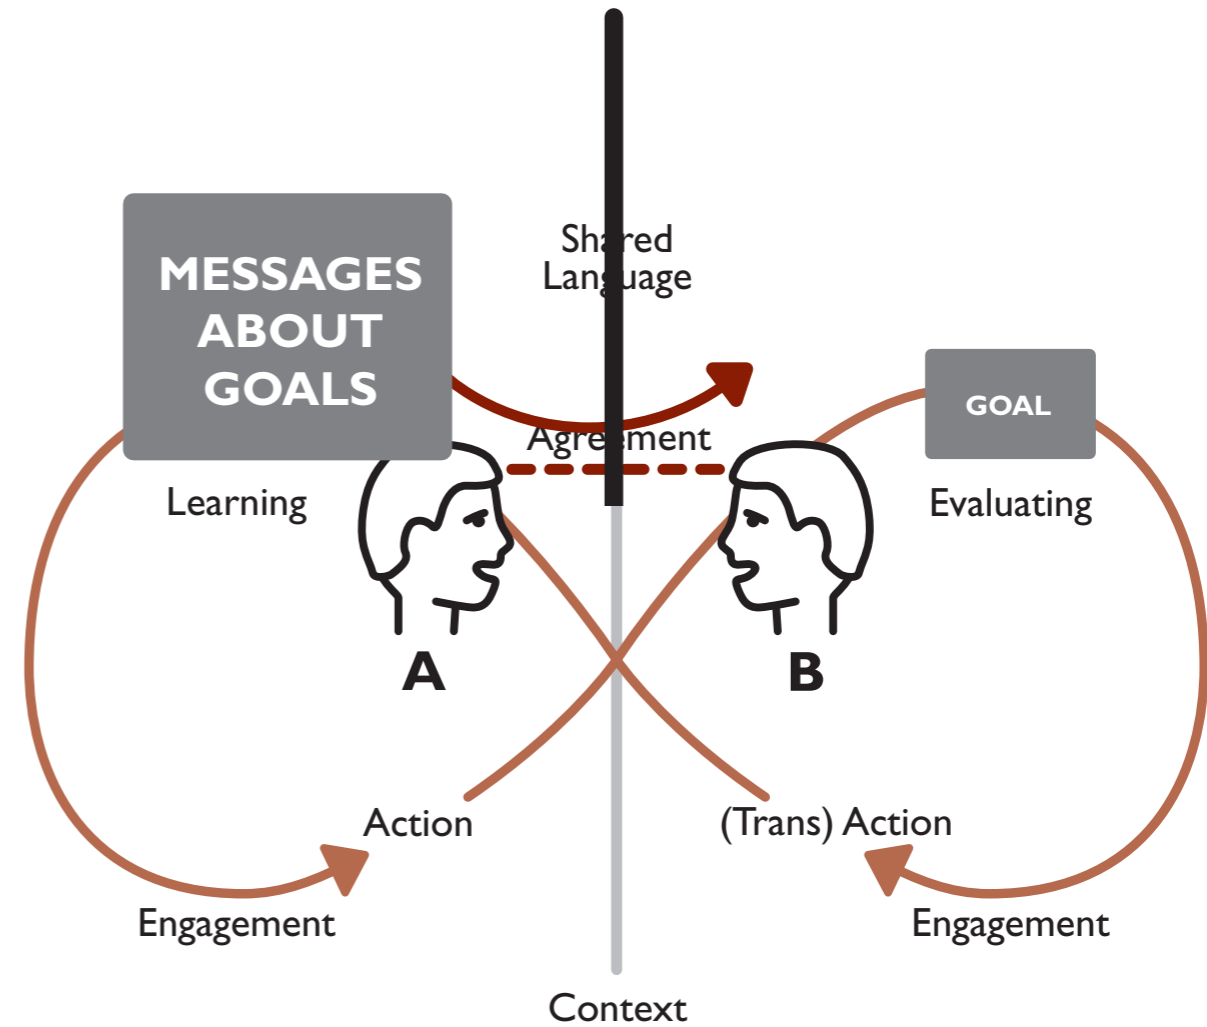 Shared
Language
MESSAGES
ABOUT
GOALS
GOAL
Agreement
Learning
Evaluating
A
B
Action
(Trans) Action
Engagement
Engagement
Context